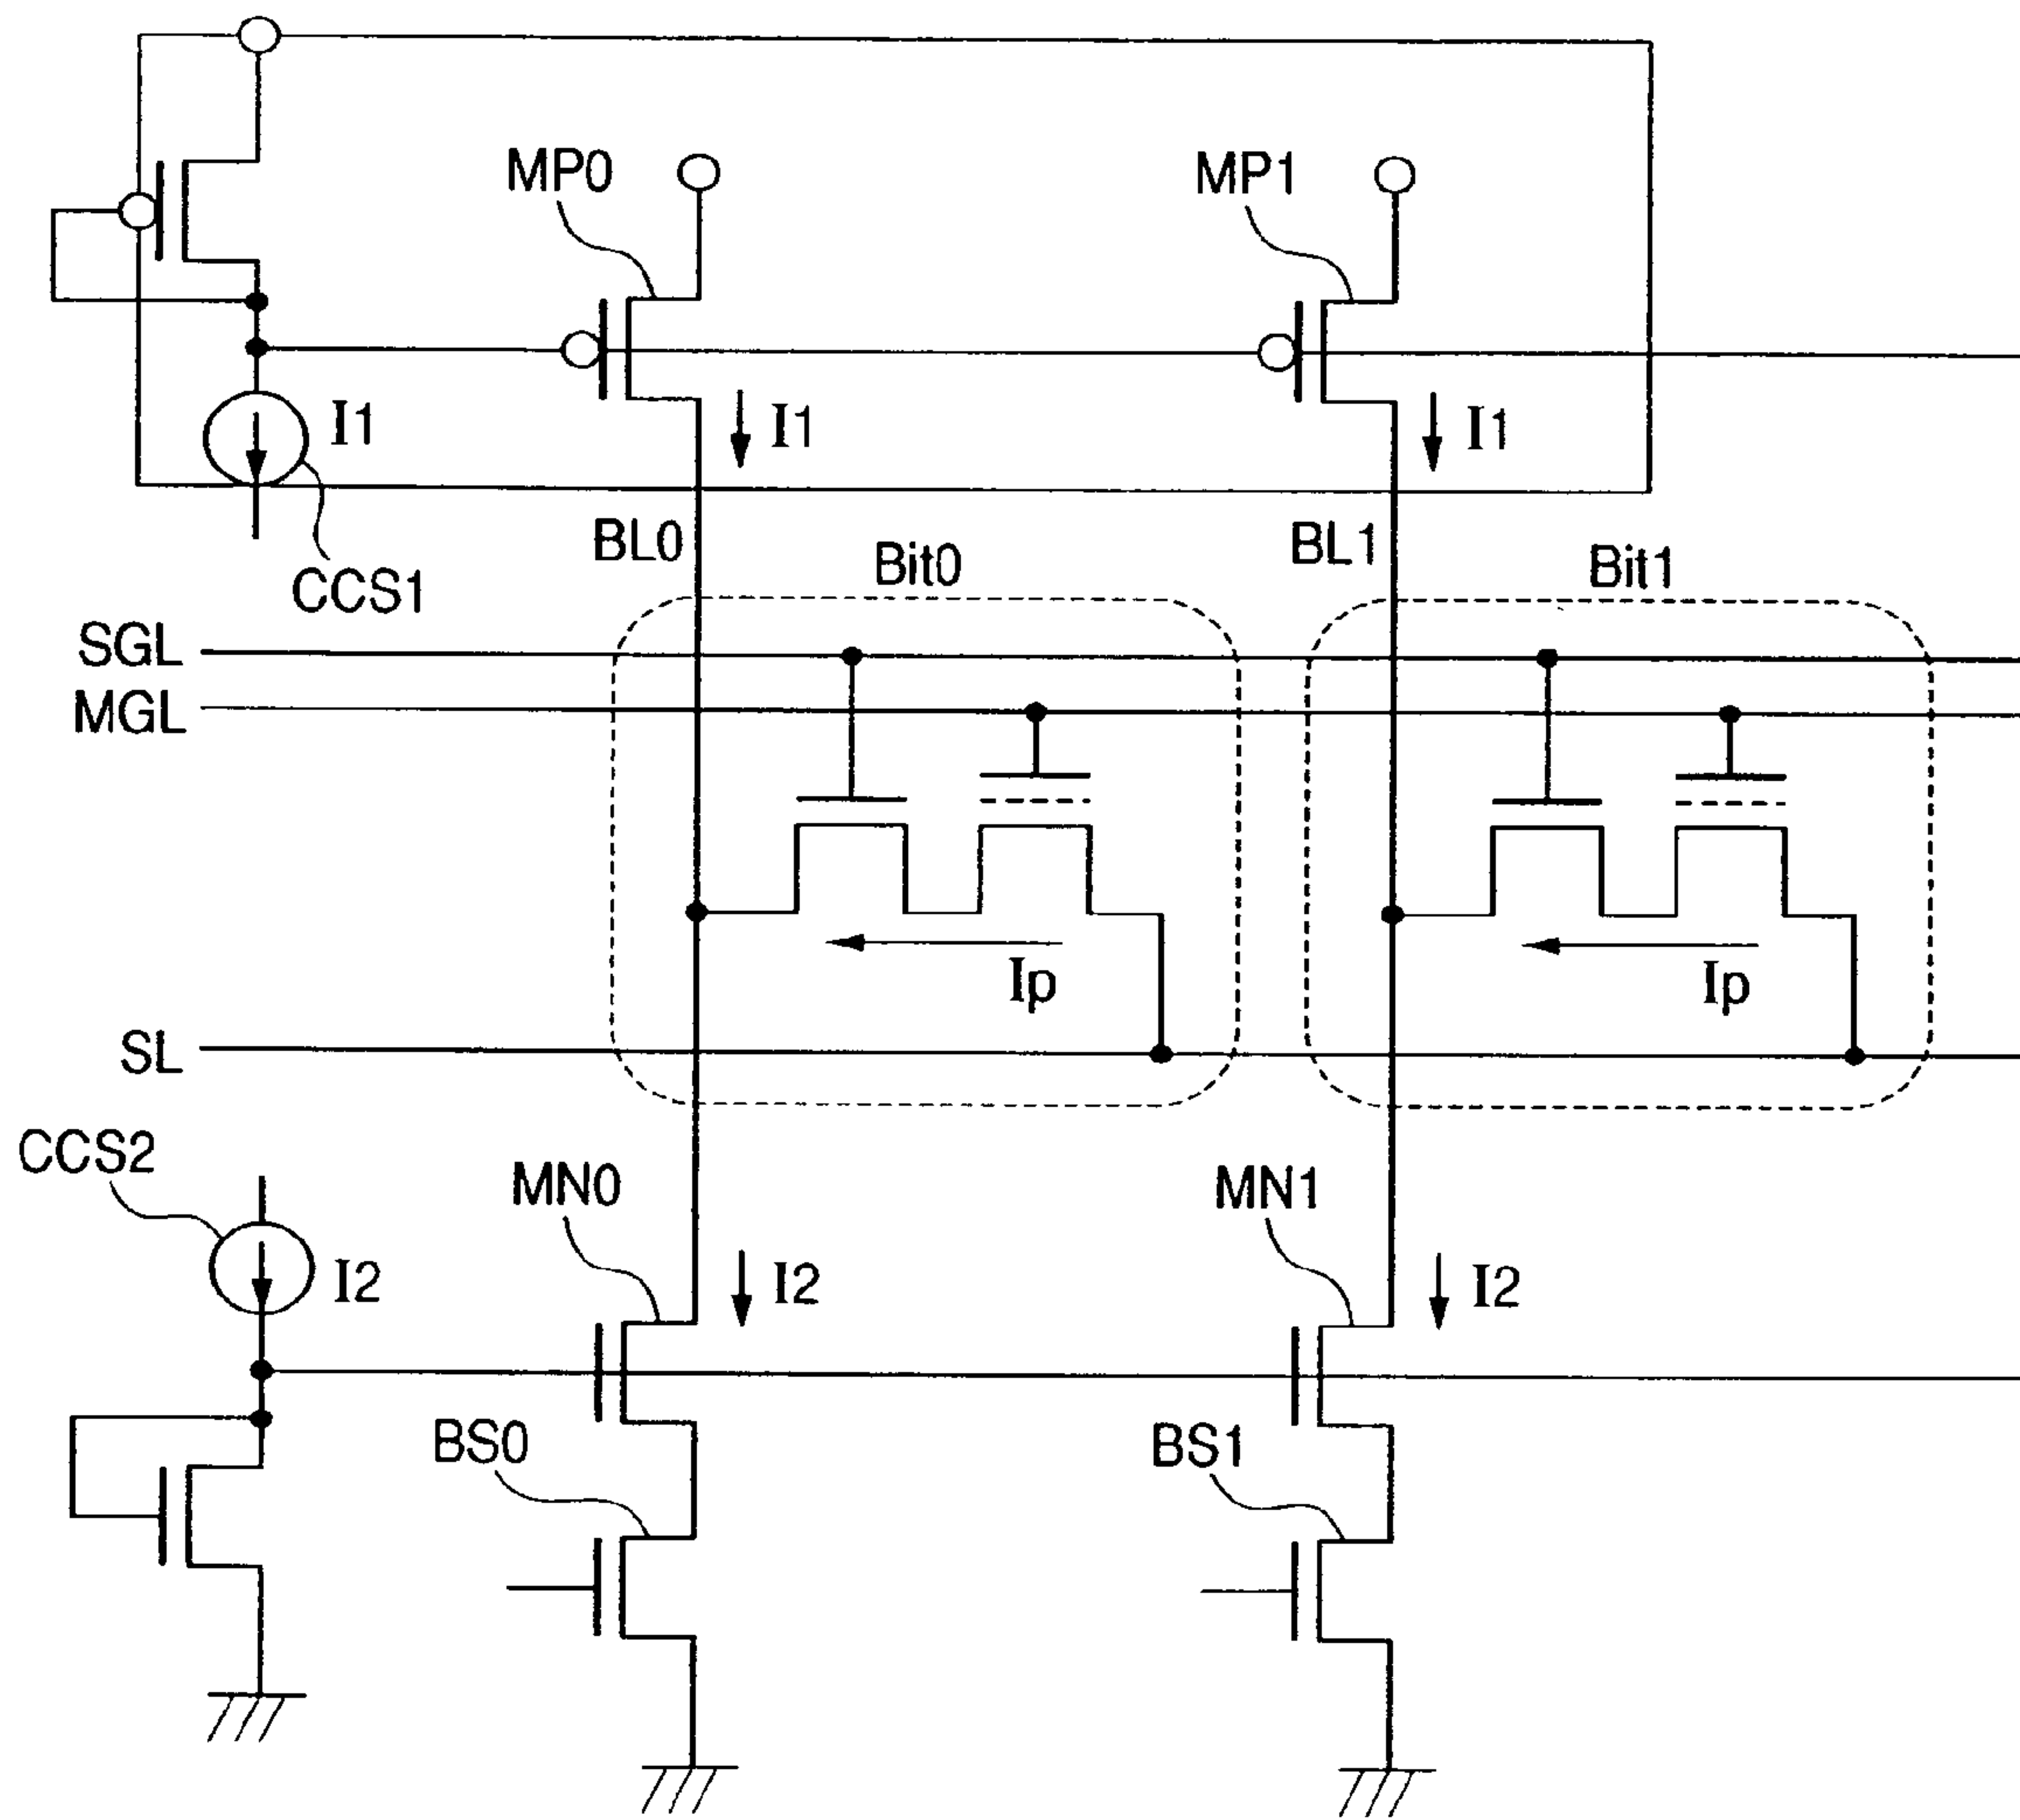 MP0
MP1
I1
I1
I1
BL0
BL1
CCS1
Bit0
Bit1
SGL
MGL
Ip
Ip
SL
CCS2
MN0
MN1
I2
I2
I2
BS0
BS1